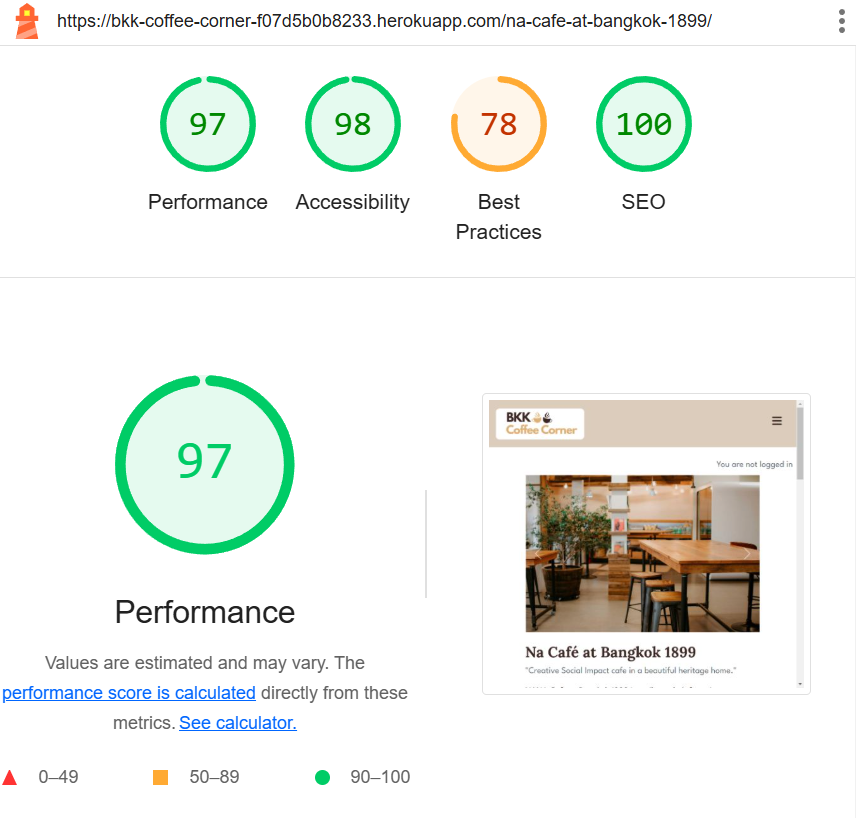 https://bkk-coffee-corner-f07d5b0b8233.herokuapp.com/na-cafe-at-bangkok-1899/
97
98
78
100
Performance
Accessibility
Best
Practices
SEO
97
Performance
Values are estimated and may vary. The
performance score is calculated directly from these
metrics. See calculator.
0–49
50–89
90–100
BKK
Coffee Corner
You are not logged in
Na Café at Bangkok 1899
"Creative Social Impact cafe in a beautiful heritage home."